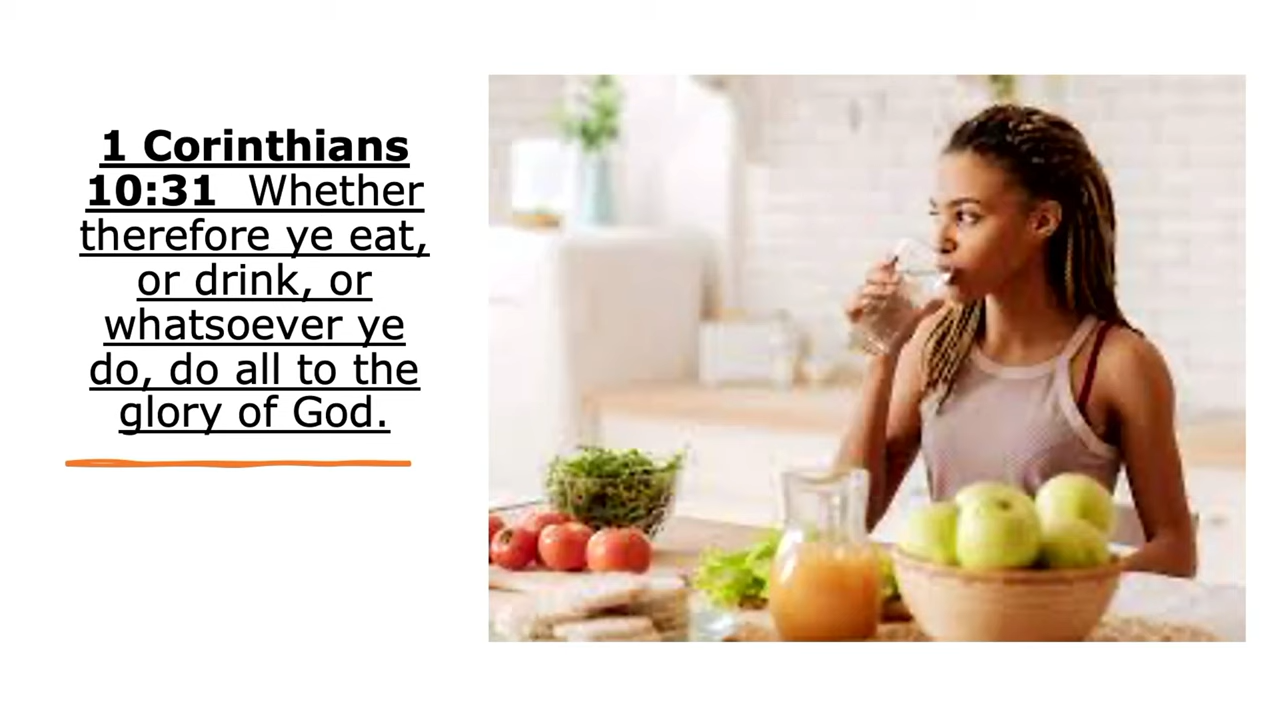 1 Corinthians
10:31  Whether
therefore ye eat,
or drink, or
whatsoever ye
do, do all to the
glory of God.